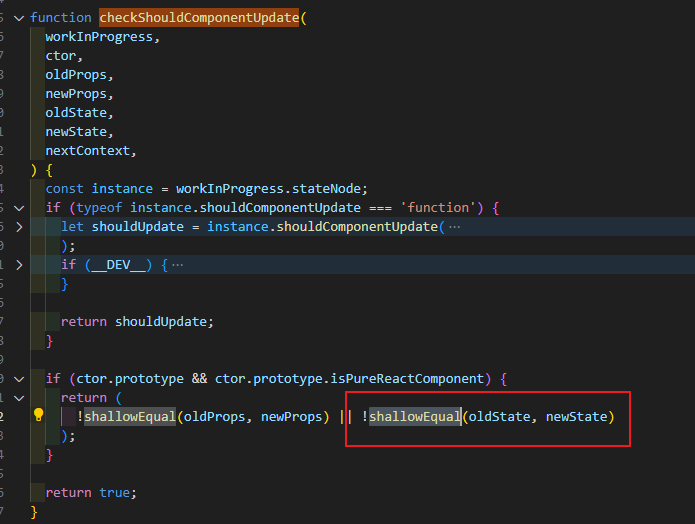 function checkShouldComponentUpdate(
workInProgress,
ctor,
oldProps,
newProps,
oldState,
newState,
nextContext,
) {
const instance = workInProgress.stateNode;
if (typeof instance.shouldComponentUpdate === 'function') {
let shouldUpdate = instance.shouldComponentUpdate(⋯
);
if (__DEV__) {⋯
}
return shouldUpdate;
}
if (ctor.prototype && ctor.prototype.isPureReactComponent) {
return (
!shallowEqual(oldProps, newProps) || !shallowEqual(oldState, newState)
);
}
return true;
}